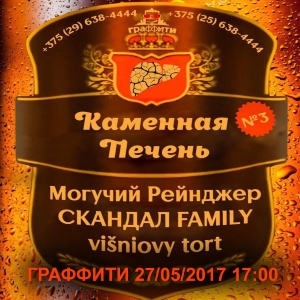 +375 (29) 638-4444
+375 (25) 638-4444
ГРАФФИТИ
Каменная
№3
Печень
Могучий Рейнджер
СКАНДАЛ FAMILY
višniovy tort
ГРАФФИТИ 27/05/2017 17:00